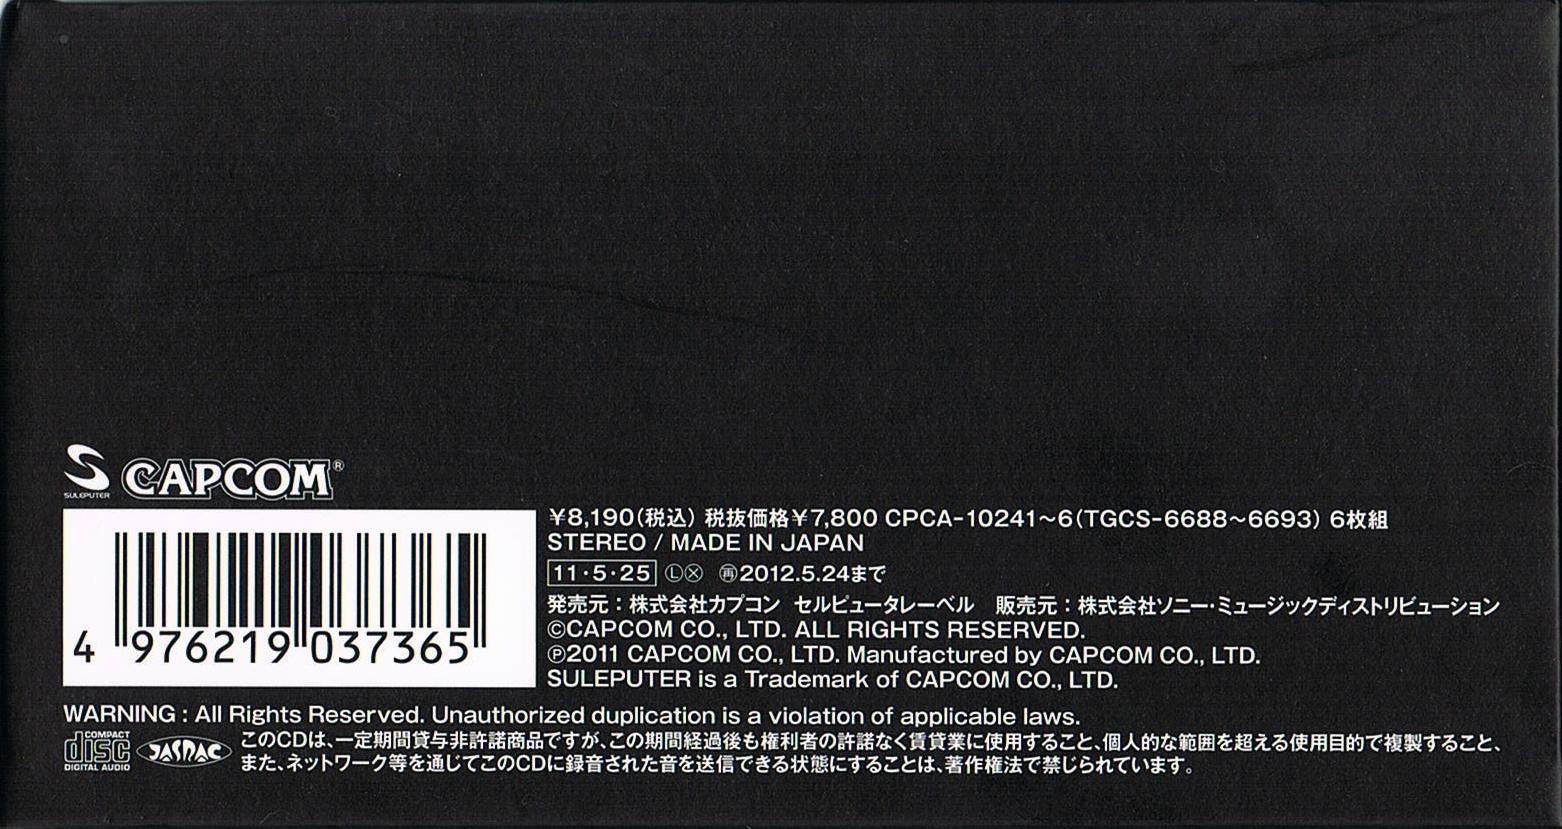 SULEPUTER
CAPCOM®
¥8,190(税込) 税抜価格¥7,800 CPCA-10241~6(TGCS-6688~6693) 6枚組
STEREO / MADE IN JAPAN
11・5・25 Ⓛ⊗ 再2012.5.24まで
発売元:株式会社カプコン セルピュータレーベル 販売元:株式会社ソニー・ミュージックディストリビューション
©CAPCOM CO., LTD. ALL RIGHTS RESERVED.
Ⓟ2011 CAPCOM CO., LTD. Manufactured by CAPCOM CO., LTD.
SULEPUTER is a Trademark of CAPCOM CO., LTD.
4 976219 037365
WARNING : All Rights Reserved. Unauthorized duplication is a violation of applicable laws.
COMPACT disc DIGITAL AUDIO
JASRAC
このCDは、一定期間貸与非許諾商品ですが、この期間経過後も権利者の許諾なく賃貸業に使用すること、個人的な範囲を超える使用目的で複製すること、
また、ネットワーク等を通じてこのCDに録音された音を送信できる状態にすることは、著作権法で禁じられています。